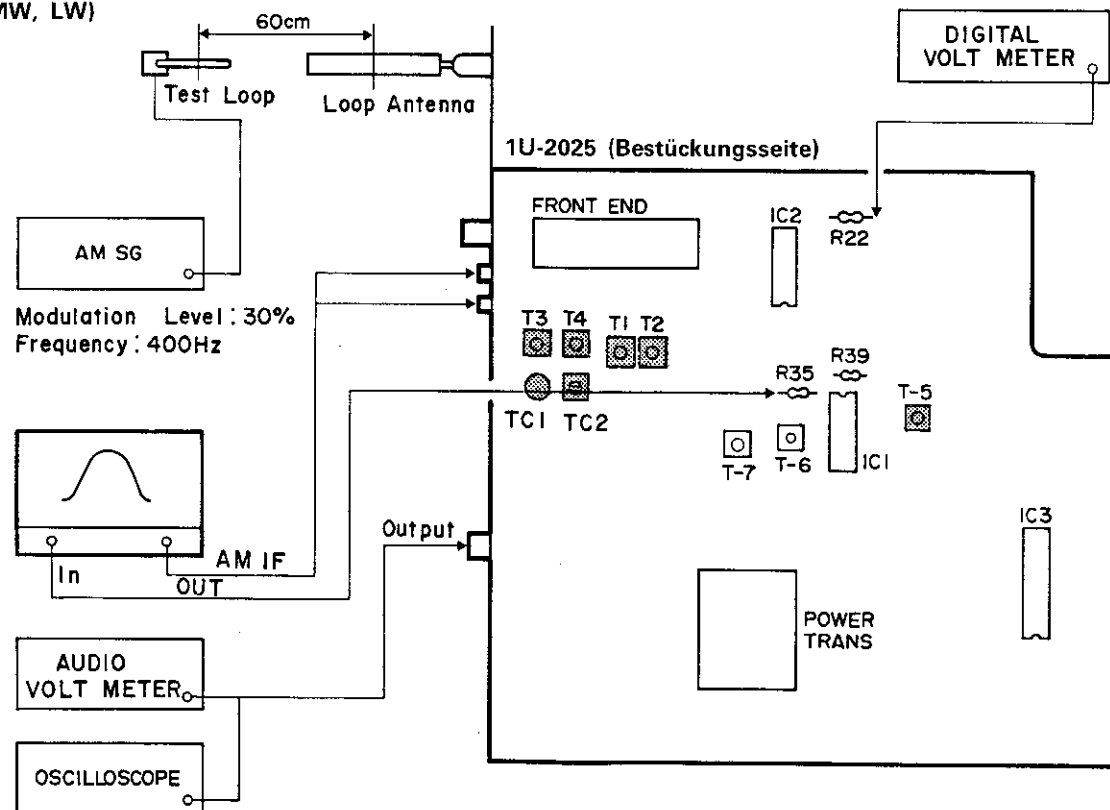 MW, LW)
60cm
Test Loop
Loop Antenna
DIGITAL
VOLT METER
1U-2025 (Bestückungsseite)
FRONT END
IC2
R22
AM SG
Modulation Level : 30%
Frequency : 400Hz
T3 T4 T1 T2
R39
R35
T-5
TC1 TC2
T-7
T-6
IC1
IC3
Output
In
AM IF
OUT
POWER
TRANS
AUDIO
VOLT METER
OSCILLOSCOPE